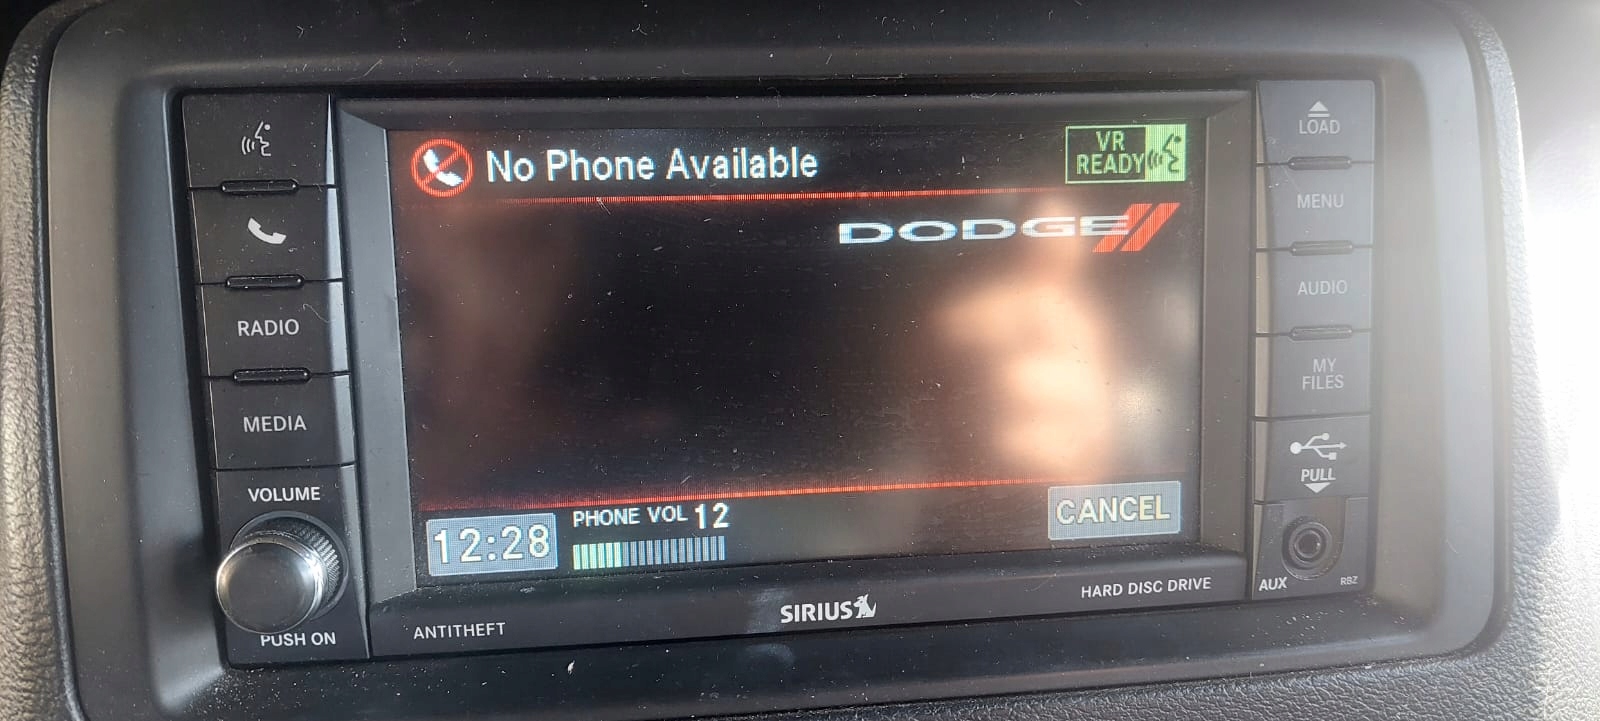 No Phone Available
VR
READY
DODGE
RADIO
MEDIA
VOLUME
PUSH ON
12:28
PHONE VOL 12
CANCEL
ANTITHEFT
SIRIUS
HARD DISC DRIVE
LOAD
MENU
AUDIO
MY
FILES
PULL
AUX
RBZ